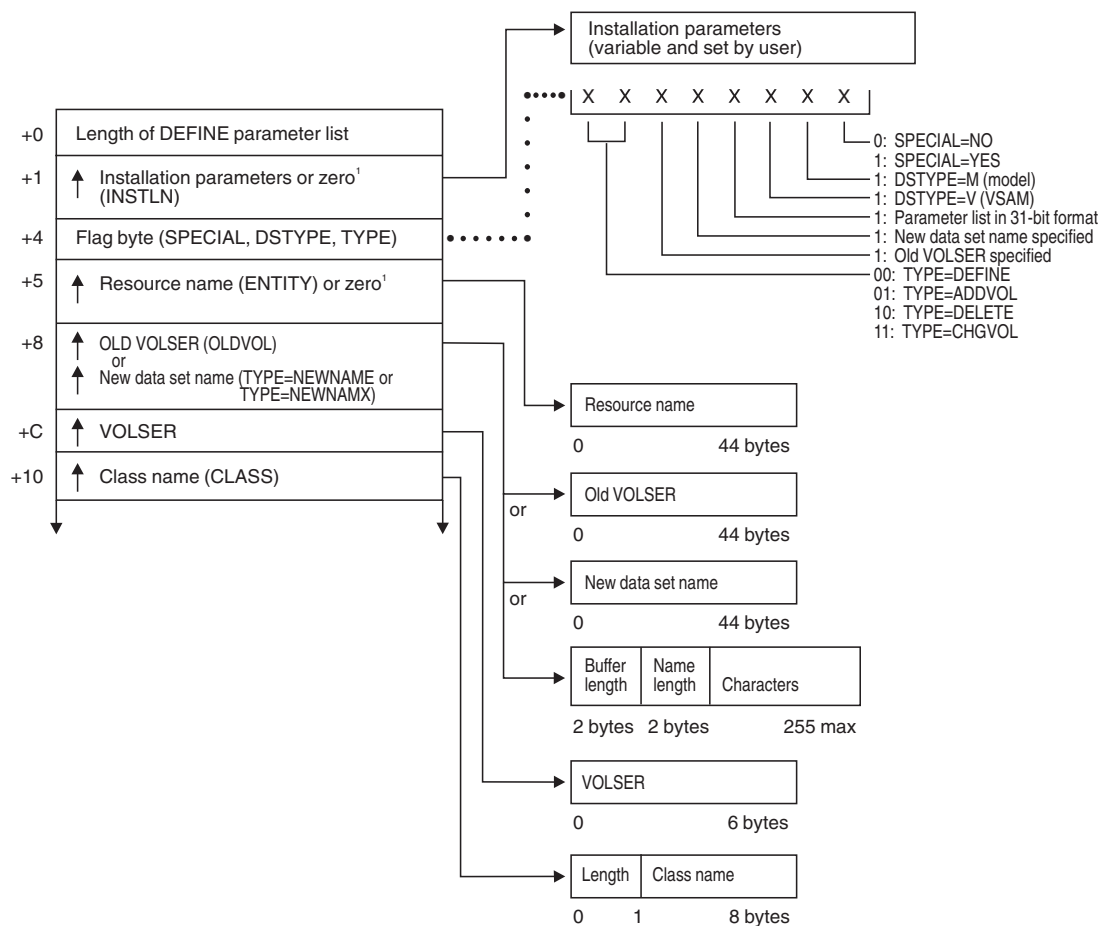 Installation parameters
(variable and set by user)
X X X X X X X X
0: SPECIAL=NO
1: SPECIAL=YES
1: DSTYPE=M (model)
1: DSTYPE=V (VSAM)
1: Parameter list in 31-bit format
1: New data set name specified
1: Old VOLSER specified
00: TYPE=DEFINE
01: TYPE=ADDVOL
10: TYPE=DELETE
11: TYPE=CHGVOL
+0 Length of DEFINE parameter list
+1 Installation parameters or zero¹
(INSTLN)
+4 Flag byte (SPECIAL, DSTYPE, TYPE)
+5 Resource name (ENTITY) or zero¹
+8 OLD VOLSER (OLDVOL)
or
New data set name (TYPE=NEWNAME or
TYPE=NEWNAMX)
+C VOLSER
+10 Class name (CLASS)
Resource name
0 44 bytes
or
Old VOLSER
0 44 bytes
or
New data set name
0 44 bytes
Buffer
length
Name
length
Characters
2 bytes 2 bytes 255 max
VOLSER
0 6 bytes
Length Class name
0 1 8 bytes